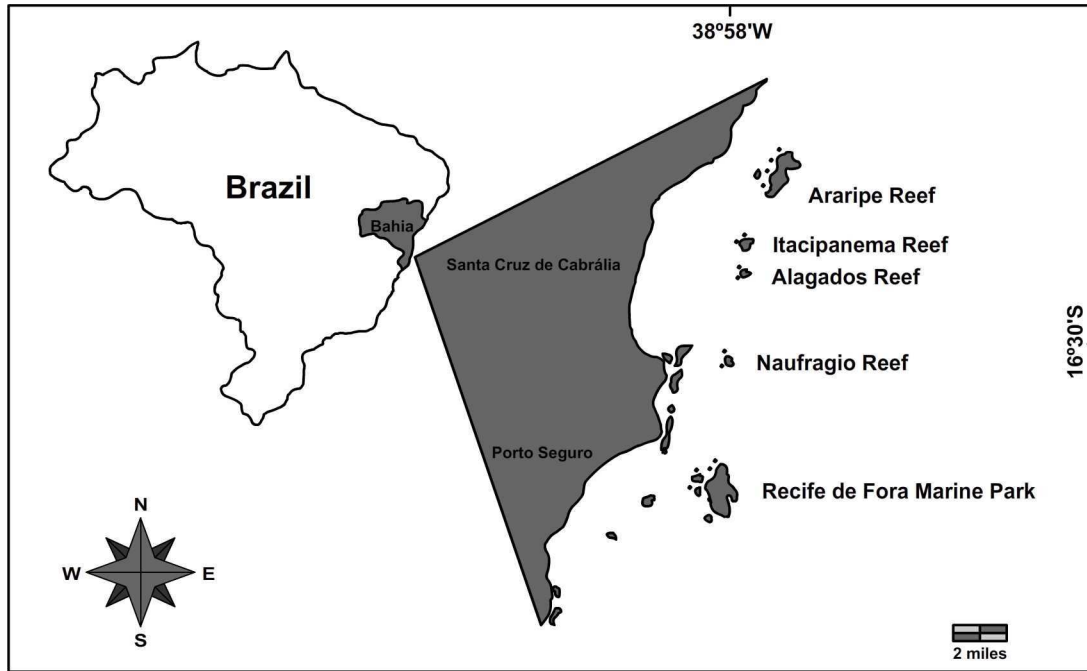 38º58'W
Brazil
Bahia
Araripe Reef
Santa Cruz de Cabrália
Itacipanema Reef
Alagados Reef
16º30'S
Naufragio Reef
Porto Seguro
Recife de Fora Marine Park
N
W
E
S
2 miles